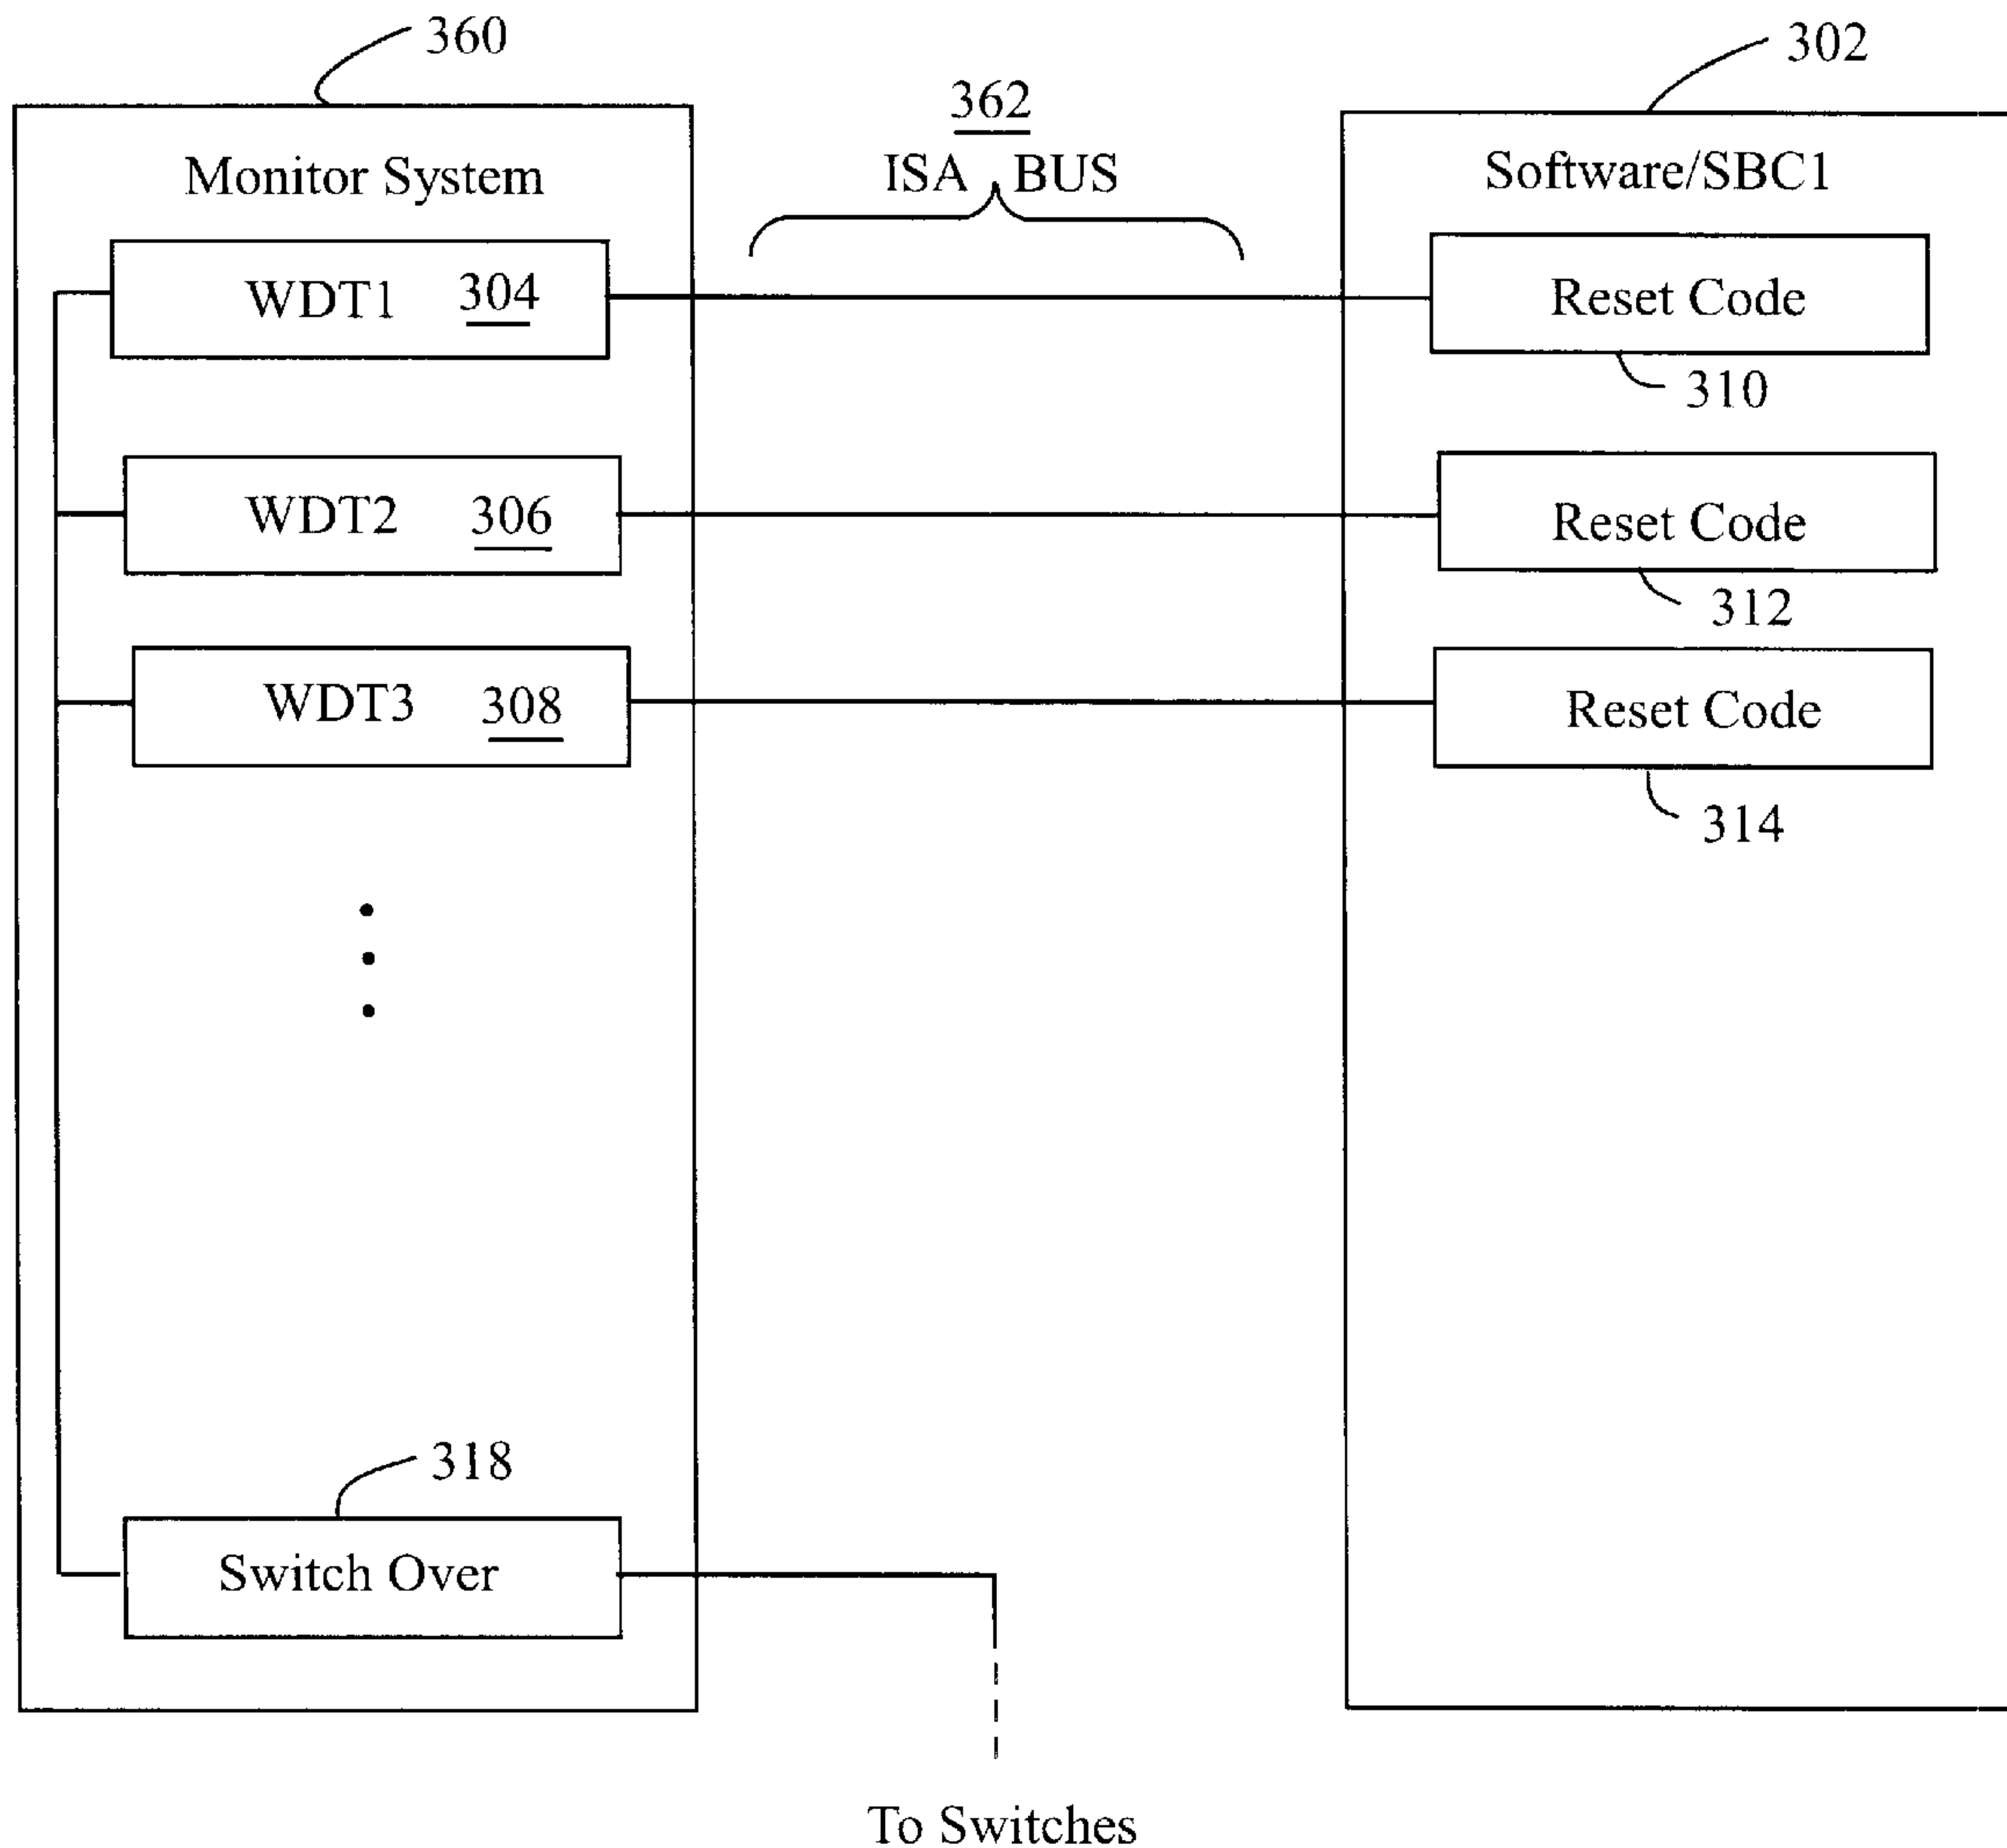 360
302
362
ISA BUS
Monitor System
Software/SBC1
WDT1 304
Reset Code
310
WDT2 306
Reset Code
312
WDT3 308
Reset Code
314
318
Switch Over
To Switches